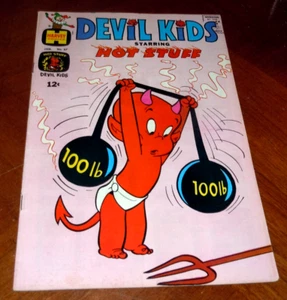 HARVEY
DEVIL KIDS
STARRING
HOT STUFF
DEVIL KIDS
12¢
100 lb
100 lb